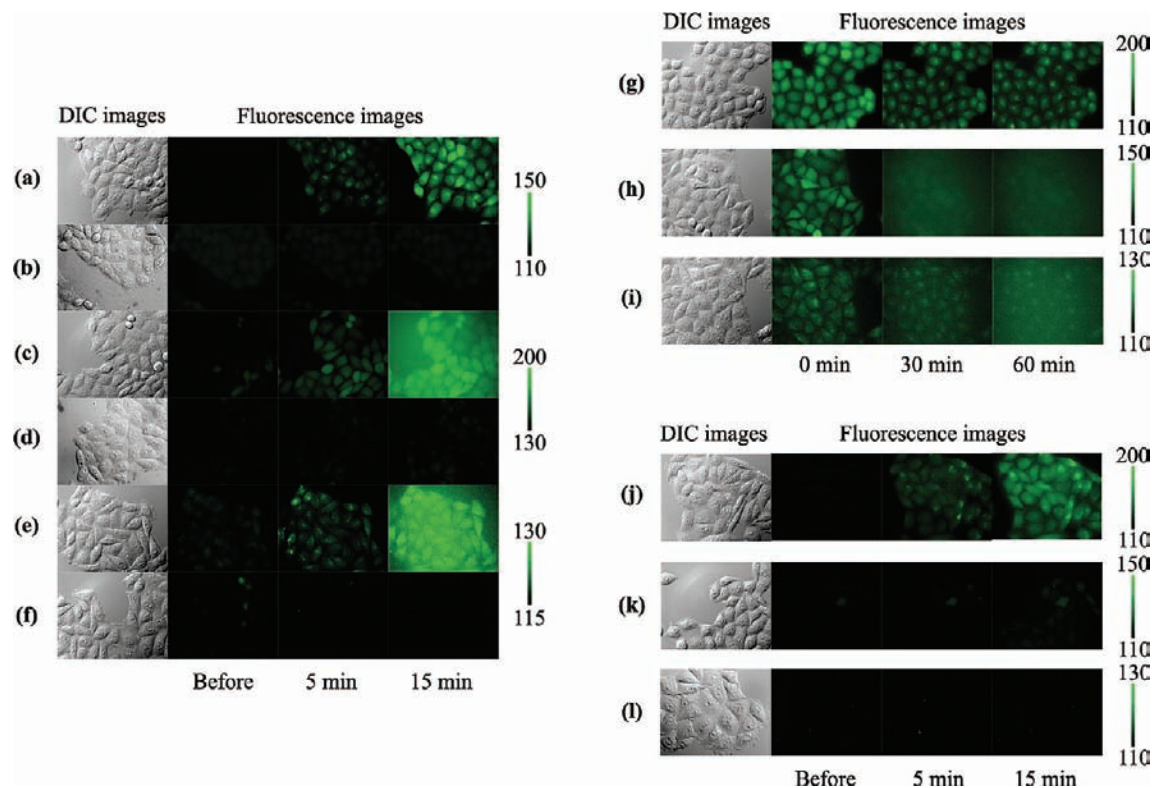 DIC images Fluorescence images
(a)
150
110
(b)
(c)
200
130
(d)
(e)
130
115
(f)
Before 5 min 15 min
DIC images Fluorescence images
(g)
200
110
(h)
150
110
(i)
130
110
0 min 30 min 60 min
DIC images Fluorescence images
(j)
200
110
(k)
150
110
(l)
130
110
Before 5 min 15 min